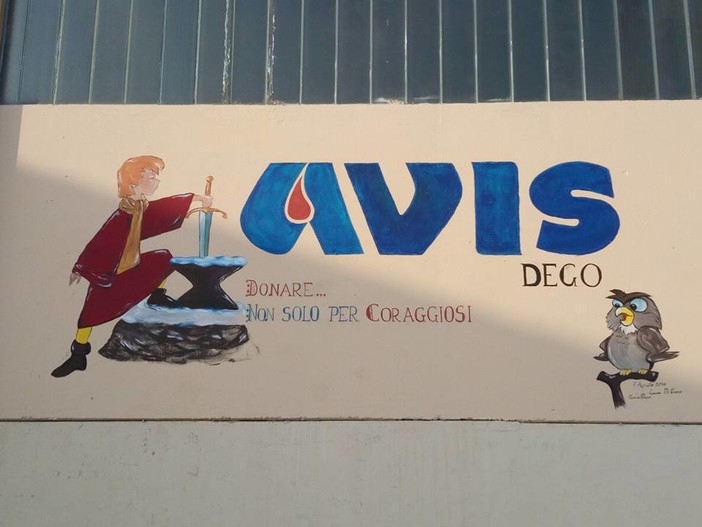 AVIS
DEGO
DONARE...
NON SOLO PER CORAGGIOSI